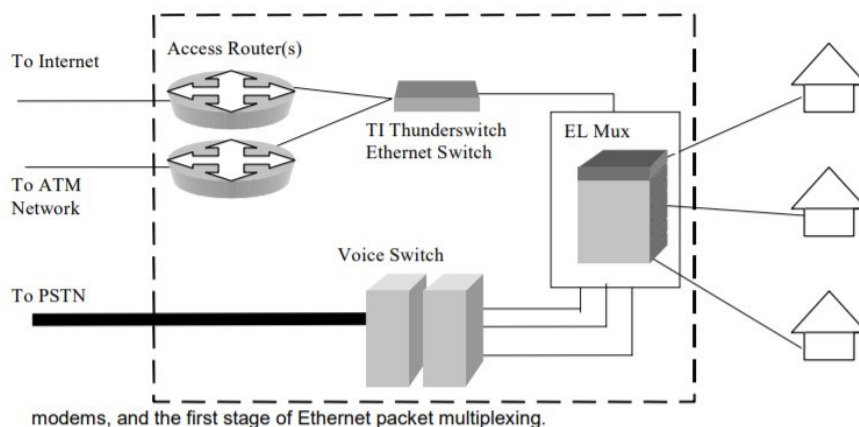 Access Router(s)
To Internet
TI Thunderswitch
Ethernet Switch
EL Mux
To ATM
Network
Voice Switch
To PSTN
modems, and the first stage of Ethernet packet multiplexing.